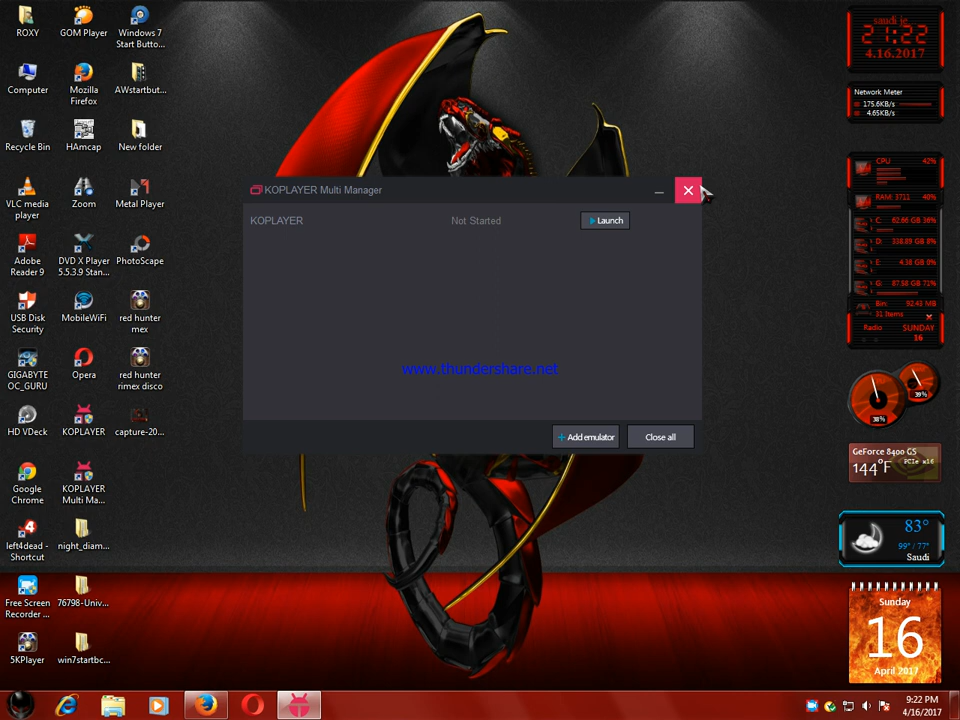 ROXY
GOM Player
Windows 7
Start Butto...
Computer
Mozilla
Firefox
AWstartbut...
Recycle Bin
HAmcap
New folder
VLC media
player
Zoom
Metal Player
Adobe
Reader 9
DVD X Player
5.5.3.9 Stan...
PhotoScape
USB Disk
Security
MobileWiFi
red hunter
mex
GIGABYTE
OC_GURU
Opera
red hunter
rimex disco
HD VDeck
KOPLAYER
capture-20...
Google
Chrome
KOPLAYER
Multi Ma...
left4dead -
Shortcut
night_diam...
Free Screen
Recorder ...
76798-Univ...
5KPlayer
win7startbc...
KOPLAYER Multi Manager
KOPLAYER
Not Started
Launch
www.thundershare.net
+ Add emulator
Close all
saudi je
21:22
4.16.2017
Network Meter
175.6KB/s
4.65KB/s
CPU 42%
RAM: 3711 40%
C: 62.66 GB 36%
D: 338.89 GB 8%
E: 4.38 GB 0%
G: 87.58 GB 71%
Bin: 92.43 MB
31 Items
Radio
SUNDAY
16
38%
39%
GeForce 8400 GS
144°F
PCIe x16
83°
99° / 77°
Saudi
Sunday
16
April 2017
9:22 PM
4/16/2017